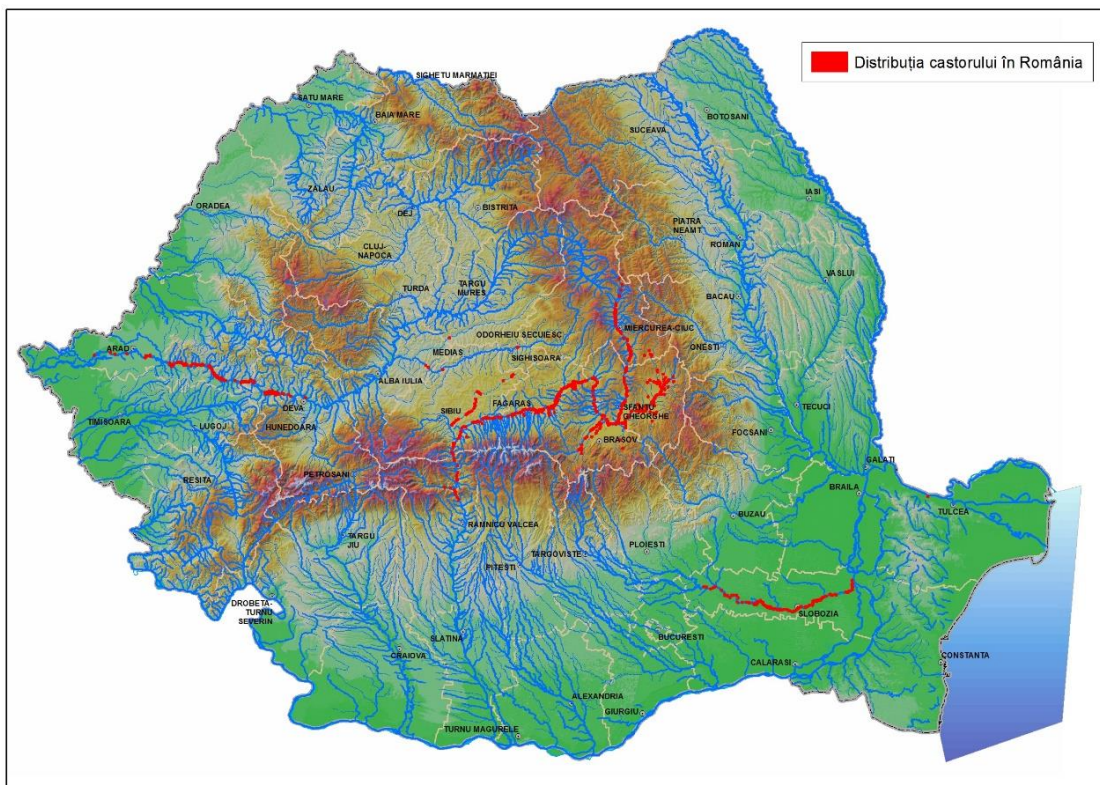 Distribuția castorului în România
SIGHETU MARMATIEI
SATU MARE
BAIA MARE
BOTOSANI
SUCEAVA
ZALAU
IASI
ORADEA
BISTRITA
DEJ
PIATRA
NEAMT
ROMAN
CLUJ-
NAPOCA
VASLUI
TURDA
TARGU
MURES
BACAU
MIERCUREA-CIUC
ODORHEIU SECUIESC
ONESTI
ARAD
MEDIAS
SIGHISOARA
ALBA IULIA
DEVA
FAGARAS
SIBIU
SFANTU
GHEORGHE
TECUCI
TIMISOARA
LUGOJ
HUNEDOARA
BRASOV
FOCSANI
GALATI
PETROSANI
RESITA
BRAILA
TULCEA
BUZAU
RAMNICU VALCEA
TARGU
JIU
TARGOVISTE
PLOIESTI
PITESTI
DROBETA-
TURNU
SEVERIN
SLOBOZIA
SLATINA
BUCURESTI
CRAIOVA
CALARASI
CONSTANTA
ALEXANDRIA
GIURGIU
TURNU MAGURELE